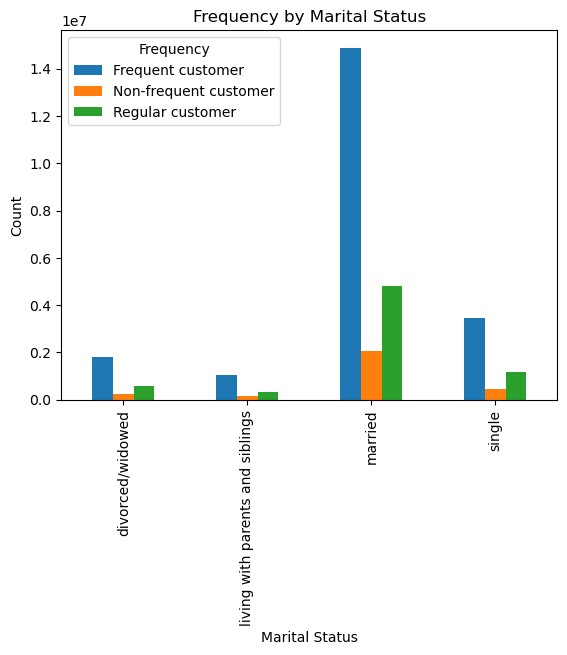 Frequency by Marital Status
1e7
Frequency
Frequent customer
Non-frequent customer
Regular customer
1.4
1.2
1.0
0.8
0.6
0.4
0.2
0.0
Count
divorced/widowed
living with parents and siblings
married
single
Marital Status